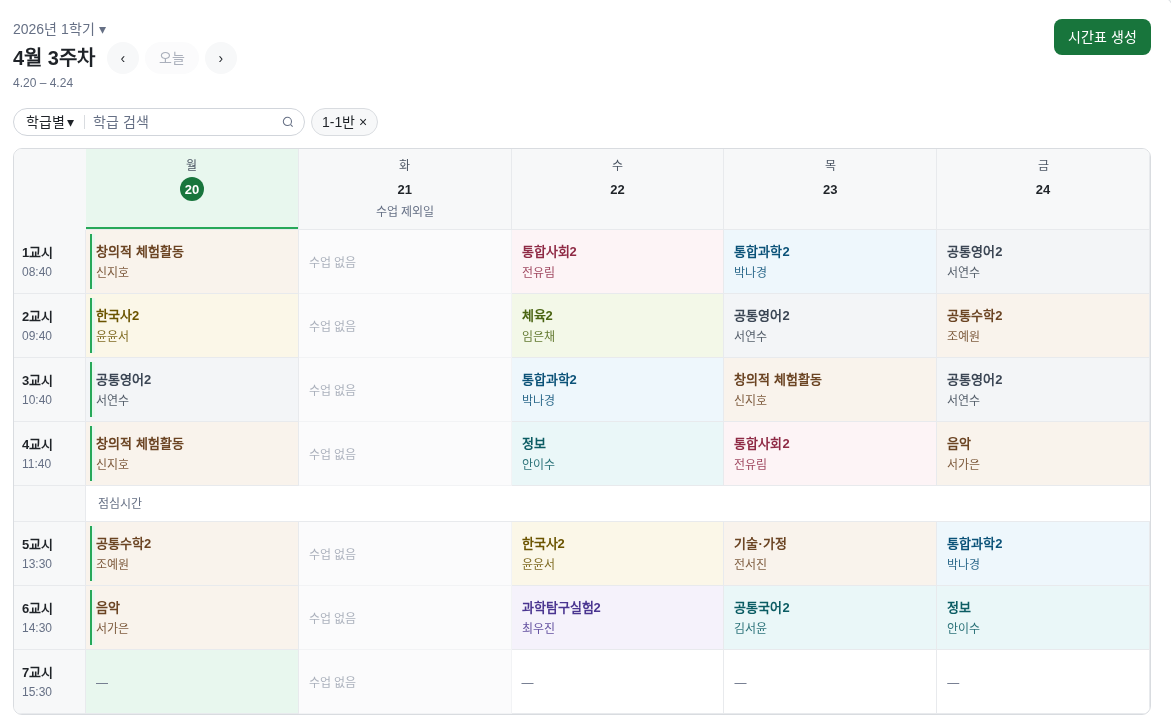 2026년 1학기 ▾
4월 3주차 ‹ 오늘 ›
4.20 – 4.24
시간표 생성
학급별 ▾ 학급 검색 1-1반 ×
월 화 수 목 금
20 21 22 23 24
수업 제외일
1교시 창의적 체험활동 수업 없음 통합사회2 통합과학2 공통영어2
08:40 신지호 전유림 박나경 서연수
2교시 한국사2 수업 없음 체육2 공통영어2 공통수학2
09:40 윤윤서 임은채 서연수 조예원
3교시 공통영어2 수업 없음 통합과학2 창의적 체험활동 공통영어2
10:40 서연수 박나경 신지호 서연수
4교시 창의적 체험활동 수업 없음 정보 통합사회2 음악
11:40 신지호 안이수 전유림 서가은
점심시간
5교시 공통수학2 수업 없음 한국사2 기술·가정 통합과학2
13:30 조예원 윤윤서 전서진 박나경
6교시 음악 수업 없음 과학탐구실험2 공통국어2 정보
14:30 서가은 최우진 김서윤 안이수
7교시 — 수업 없음 — — —
15:30